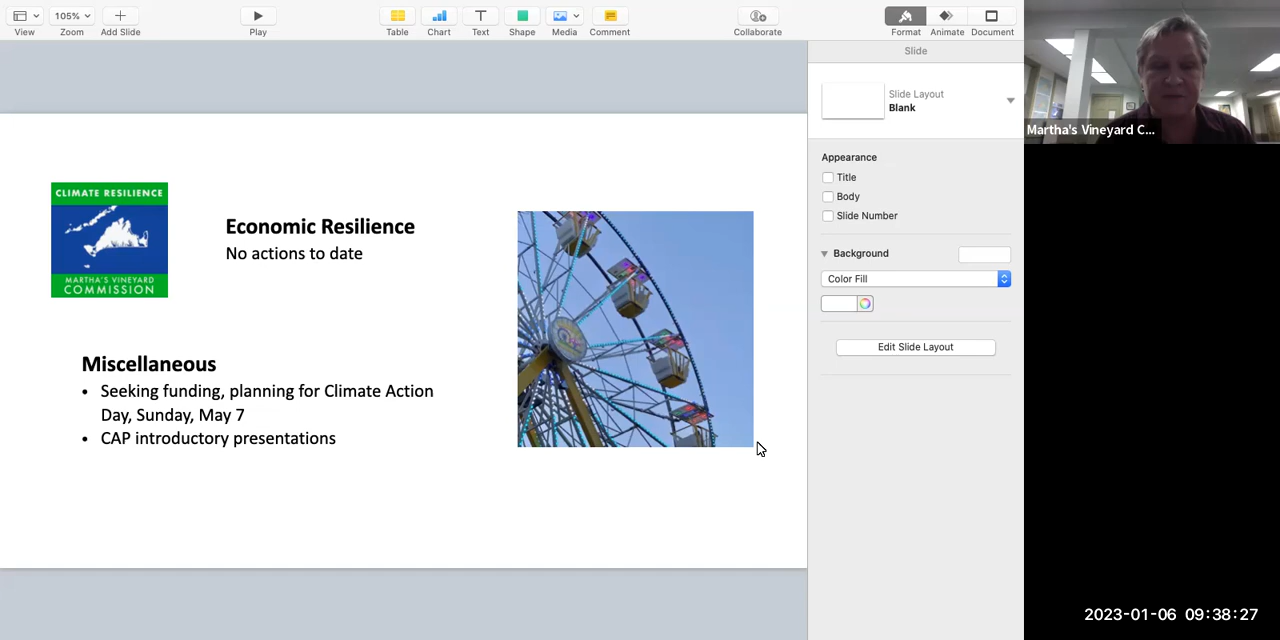 105%
View
Zoom
Add Slide
Play
Table
Chart
Text
Shape
Media
Comment
Collaborate
Format
Animate
Document
Slide
Slide Layout
Blank
Appearance
Title
Body
Slide Number
Background
Color Fill
Edit Slide Layout
CLIMATE RESILIENCE
MARTHA'S VINEYARD
COMMISSION
Economic Resilience
No actions to date
Miscellaneous
• Seeking funding, planning for Climate Action
Day, Sunday, May 7
• CAP introductory presentations
Martha's Vineyard C...
2023-01-06 09:38:27